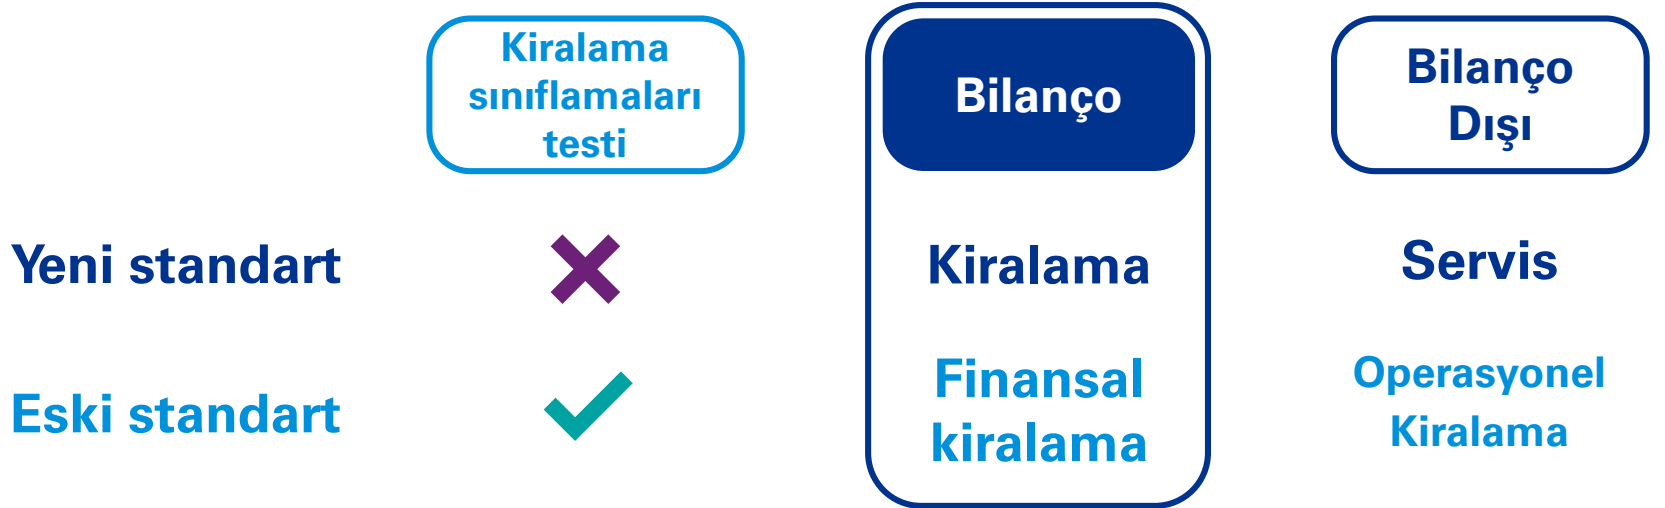 Kiralama
sınıflamaları
testi
Bilanço
Bilanço
Dışı
Yeni standart
Kiralama
Servis
Eski standart
Finansal
kiralama
Operasyonel
Kiralama